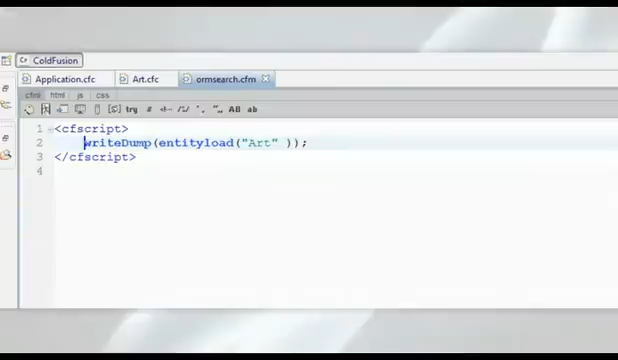 ColdFusion
Application.cfc Art.cfc ormsearch.cfm
cfml html js css
try # AB ab
1 <cfscript>
2 writeDump(entityload("Art" ));
3 </cfscript>
4